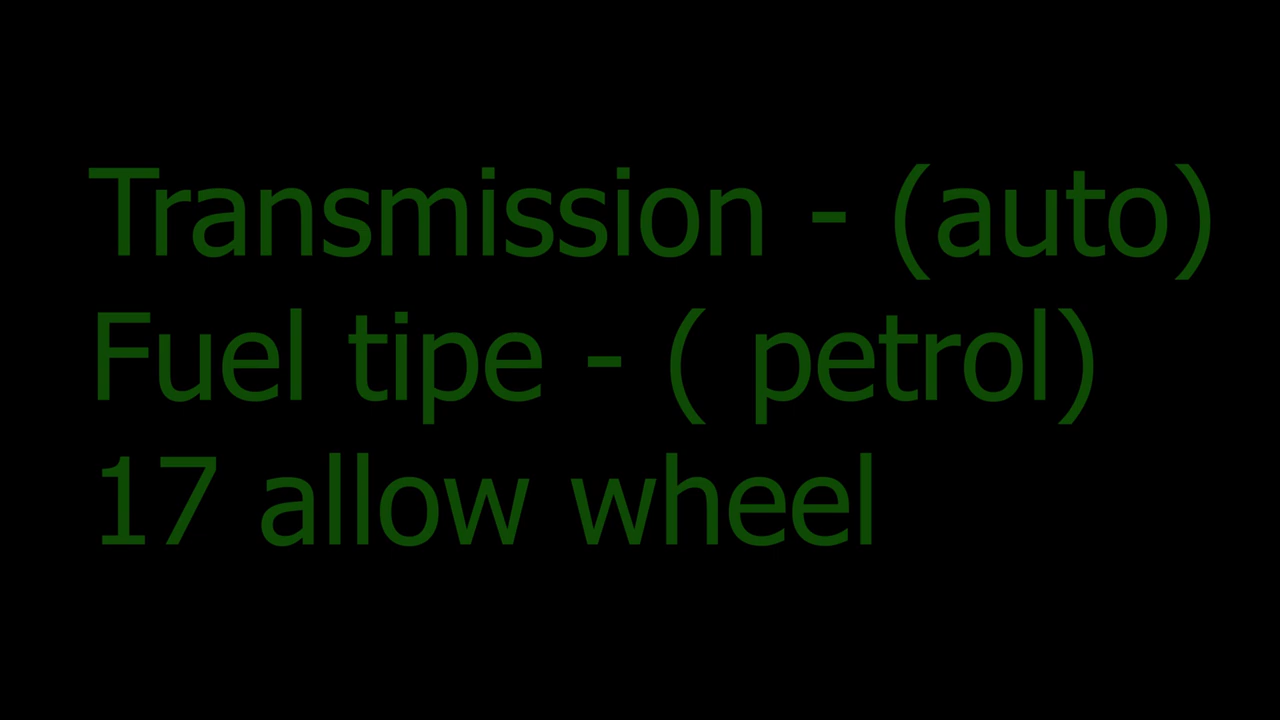 Transmission - (auto)
Fuel tipe - ( petrol)
17 allow wheel